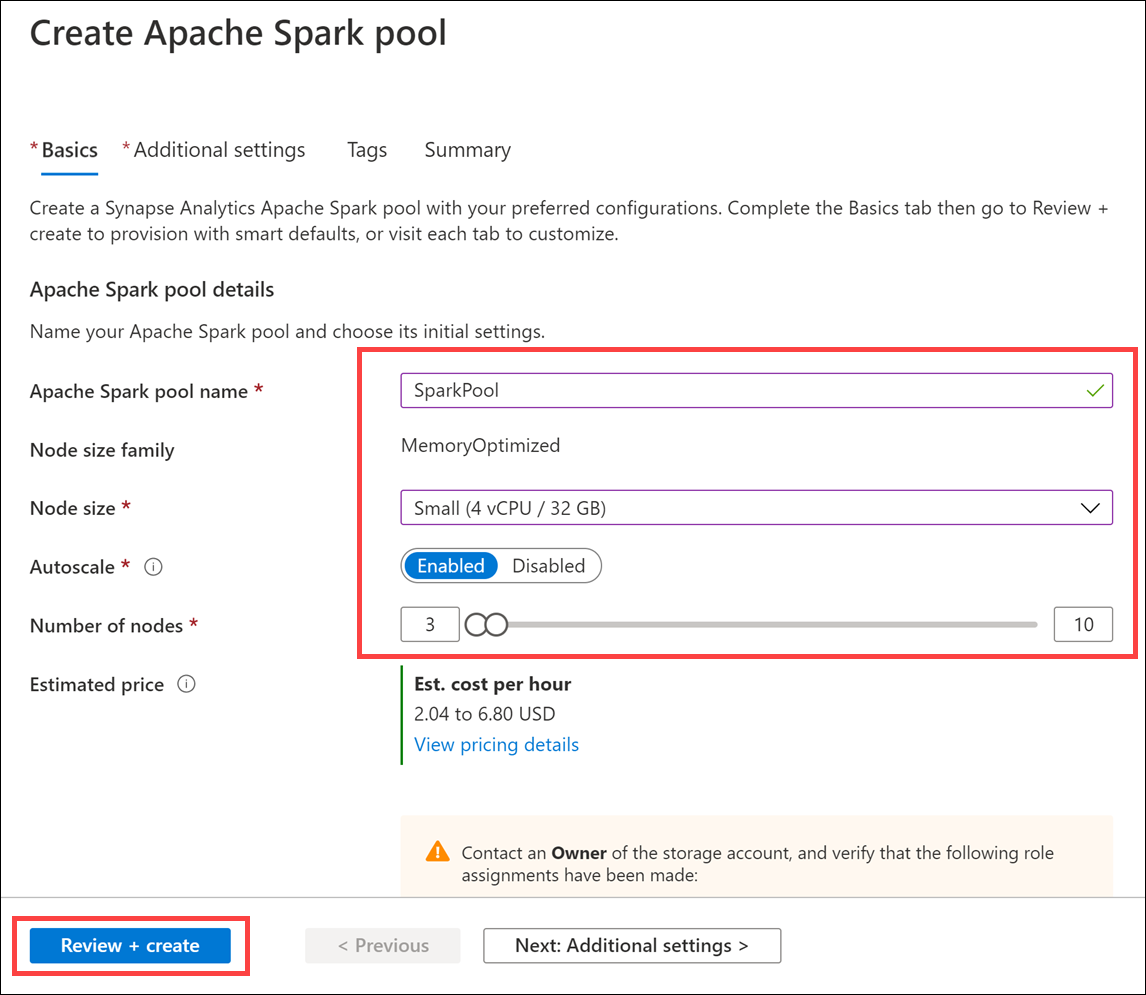 Create Apache Spark pool
* Basics * Additional settings Tags Summary
Create a Synapse Analytics Apache Spark pool with your preferred configurations. Complete the Basics tab then go to Review +
create to provision with smart defaults, or visit each tab to customize.
Apache Spark pool details
Name your Apache Spark pool and choose its initial settings.
Apache Spark pool name * SparkPool
Node size family MemoryOptimized
Node size * Small (4 vCPU / 32 GB)
Autoscale * Enabled Disabled
Number of nodes * 3 10
Estimated price Est. cost per hour
2.04 to 6.80 USD
View pricing details
Contact an Owner of the storage account, and verify that the following role
assignments have been made:
Review + create < Previous Next: Additional settings >